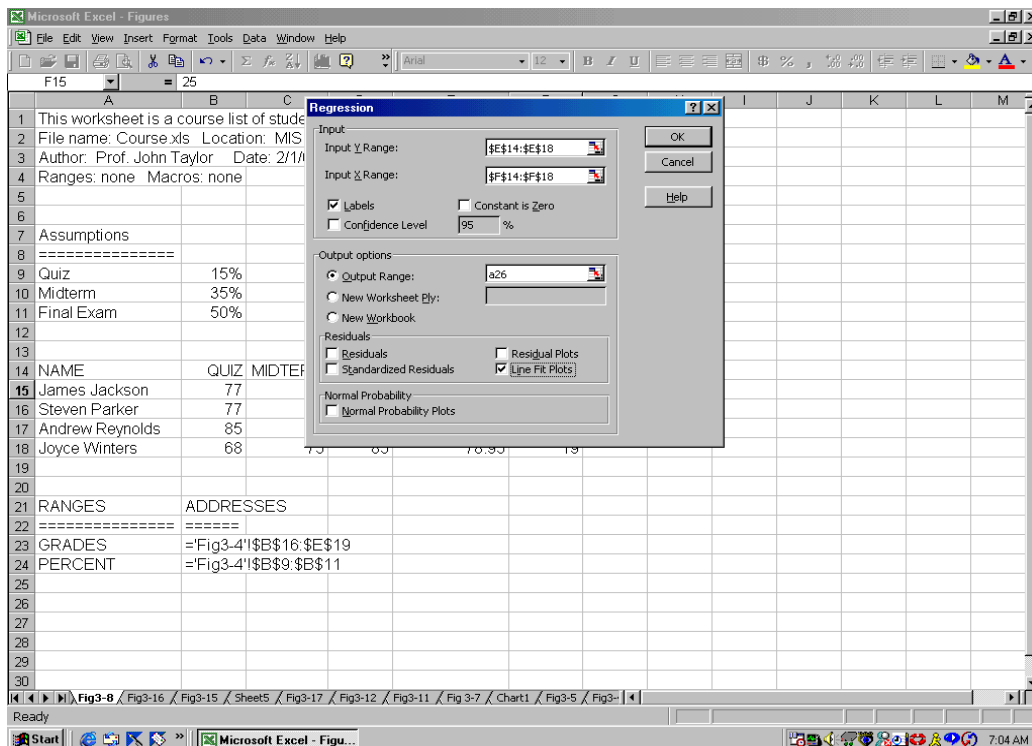 Microsoft Excel - Figures
File Edit View Insert Format Tools Data Window Help
Arial 12 B I U $ % ,
F15 = 25
A B C I J K L M
1 This worksheet is a course list of stude
2 File name: Course.xls Location: MIS
3 Author: Prof. John Taylor Date: 2/1/
4 Ranges: none Macros: none
5
6
7 Assumptions
8 ===============
9 Quiz 15%
10 Midterm 35%
11 Final Exam 50%
12
13
14 NAME QUIZ MIDTER
15 James Jackson 77
16 Steven Parker 77
17 Andrew Reynolds 85
18 Joyce Winters 68 75 85 78.95 19
19
20
21 RANGES ADDRESSES
22 =============== ======
23 GRADES ='Fig3-4'!$B$16:$E$19
24 PERCENT ='Fig3-4'!$B$9:$B$11
25
26
27
28
29
30
Regression
Input
Input Y Range: $E$14:$E$18
Input X Range: $F$14:$F$18
Labels Constant is Zero
Confidence Level 95 %
Output options
Output Range: a26
New Worksheet Ply:
New Workbook
Residuals
Residuals Residual Plots
Standardized Residuals Line Fit Plots
Normal Probability
Normal Probability Plots
OK
Cancel
Help
Fig3-8 Fig3-16 Fig3-15 Sheet5 Fig3-17 Fig3-12 Fig3-11 Fig 3-7 Chart1 Fig3-5 Fig3-
Ready
Start Microsoft Excel - Figu... 7:04 AM